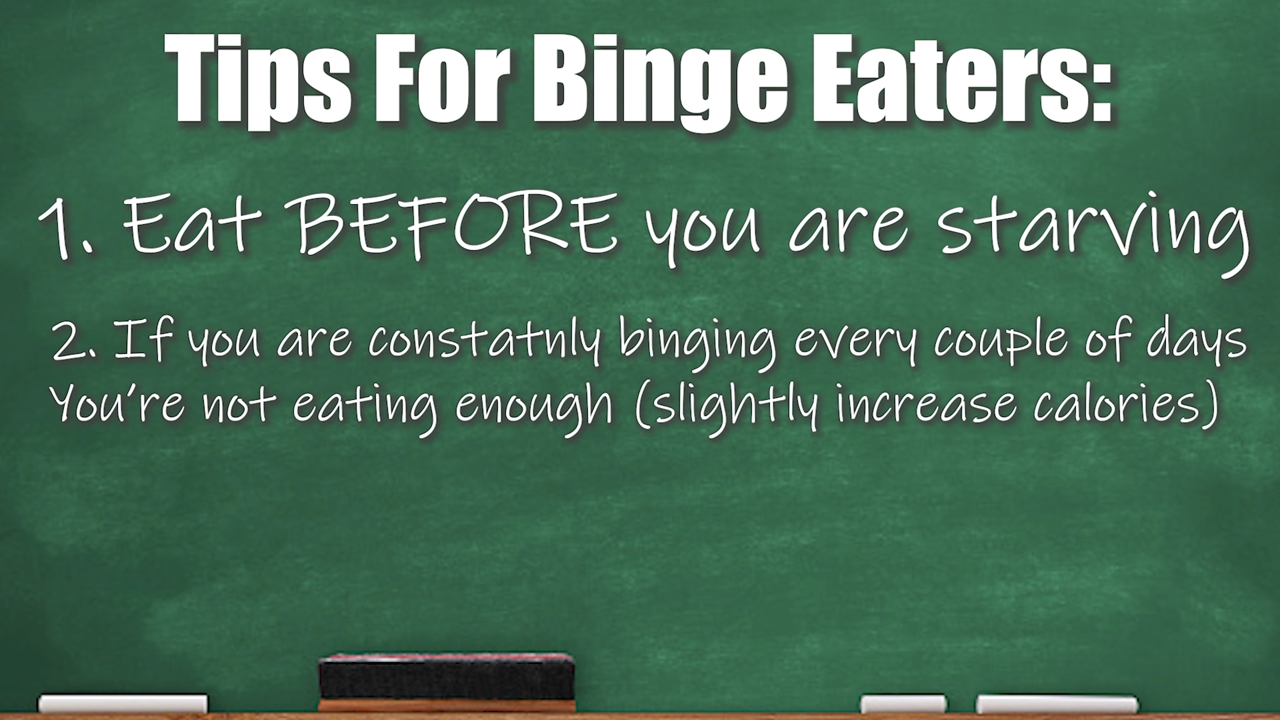 Tips For Binge Eaters:
1. Eat BEFORE you are starving
2. If you are constatnly binging every couple of days
You're not eating enough (slightly increase calories)